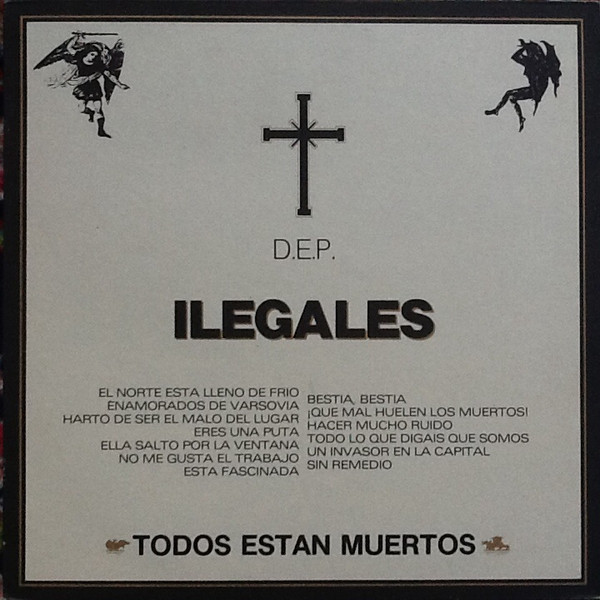 D.E.P.
ILEGALES
EL NORTE ESTA LLENO DE FRIO
ENAMORADOS DE VARSOVIA
HARTO DE SER EL MALO DEL LUGAR
ERES UNA PUTA
ELLA SALTO POR LA VENTANA
NO ME GUSTA EL TRABAJO
ESTA FASCINADA
BESTIA, BESTIA
¡QUE MAL HUELEN LOS MUERTOS!
HACER MUCHO RUIDO
TODO LO QUE DIGAIS QUE SOMOS
UN INVASOR EN LA CAPITAL
SIN REMEDIO
TODOS ESTAN MUERTOS